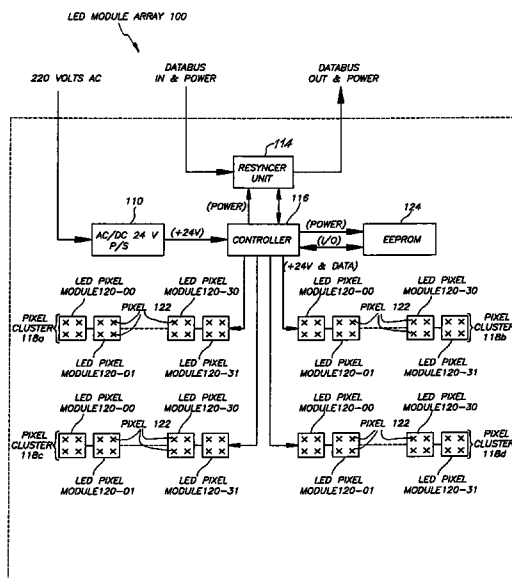 LED MODULE ARRAY 100
220 VOLTS AC
DATABUS
IN & POWER
DATABUS
OUT & POWER
114
RESYNCER
UNIT
110
AC/DC 24 V
P/S
(+24V)
(POWER)
116
CONTROLLER
(POWER)
(I/O)
124
EEPROM
(+24V & DATA)
LED PIXEL
MODULE120-00
PIXEL 122
LED PIXEL
MODULE120-30
PIXEL
CLUSTER
118a
LED PIXEL
MODULE120-01
LED PIXEL
MODULE120-31
LED PIXEL
MODULE120-00
PIXEL 122
LED PIXEL
MODULE120-30
PIXEL
CLUSTER
118b
LED PIXEL
MODULE120-01
LED PIXEL
MODULE120-31
LED PIXEL
MODULE120-00
PIXEL 122
LED PIXEL
MODULE120-30
PIXEL
CLUSTER
118c
LED PIXEL
MODULE120-01
LED PIXEL
MODULE120-31
LED PIXEL
MODULE120-00
PIXEL 122
LED PIXEL
MODULE120-30
PIXEL
CLUSTER
118d
LED PIXEL
MODULE120-01
LED PIXEL
MODULE120-31